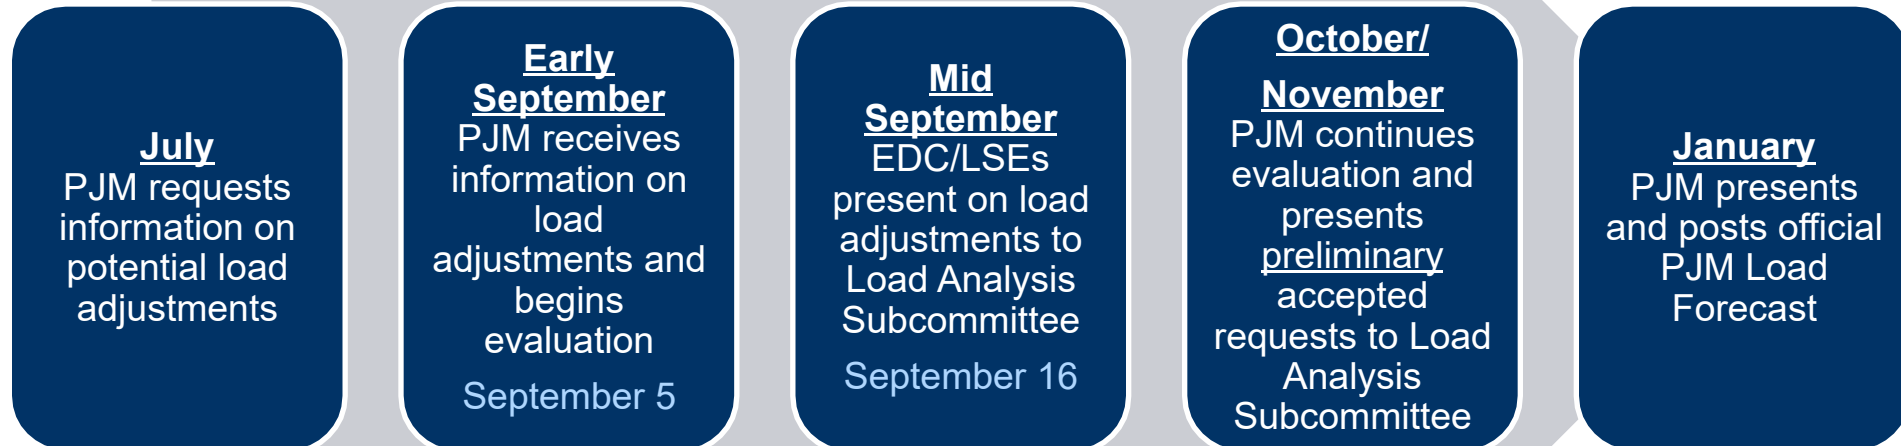 July
PJM requests
information on
potential load
adjustments
Early
September
PJM receives
information on
load
adjustments and
begins
evaluation
September 5
Mid
September
EDC/LSEs
present on load
adjustments to
Load Analysis
Subcommittee
September 16
October/
November
PJM continues
evaluation and
presents
preliminary
accepted
requests to Load
Analysis
Subcommittee
January
PJM presents
and posts official
PJM Load
Forecast